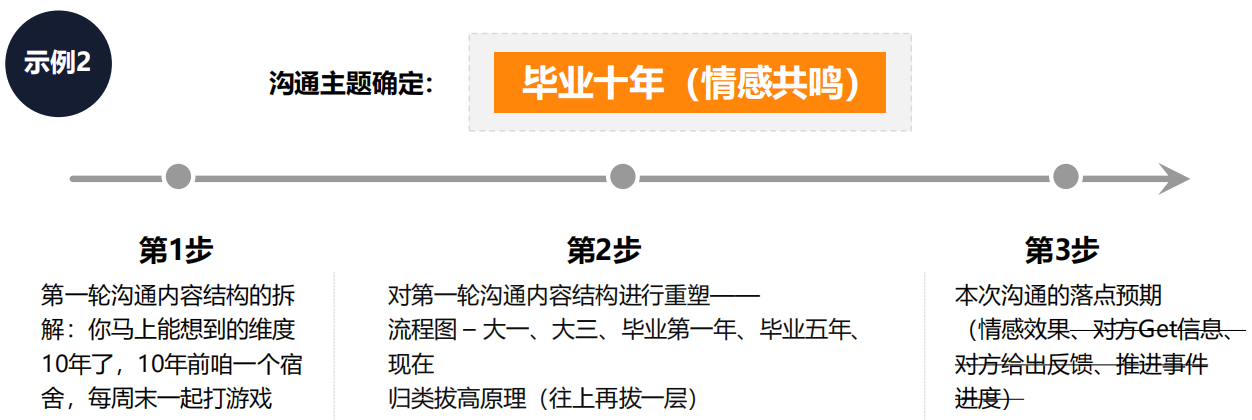 示例2
沟通主题确定：
毕业十年（情感共鸣）
第1步
第一轮沟通内容结构的拆
解：你马上能想到的维度
10年了，10年前咱一个宿
舍，每周末一起打游戏
第2步
对第一轮沟通内容结构进行重塑——
流程图 – 大一、大三、毕业第一年、毕业五年、
现在
归类拔高原理（往上再拔一层）
第3步
本次沟通的落点预期
（情感效果、对方Get信息、
对方给出反馈、推进事件
进度）